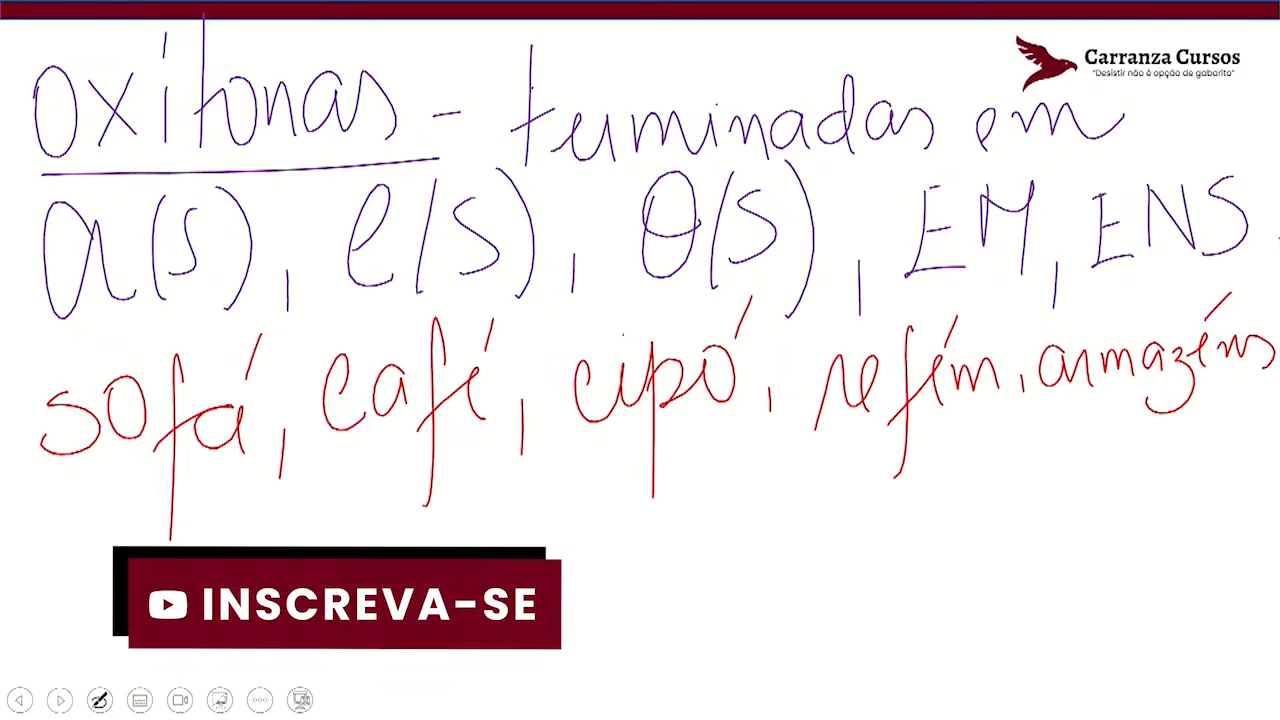 Carranza Cursos
"Desistir não é opção de gabarito"
oxítonas - terminadas em
a(s), e(s), o(s), EM, ENS.
sofá, café, cipó, refém, armazéns
INSCREVA-SE